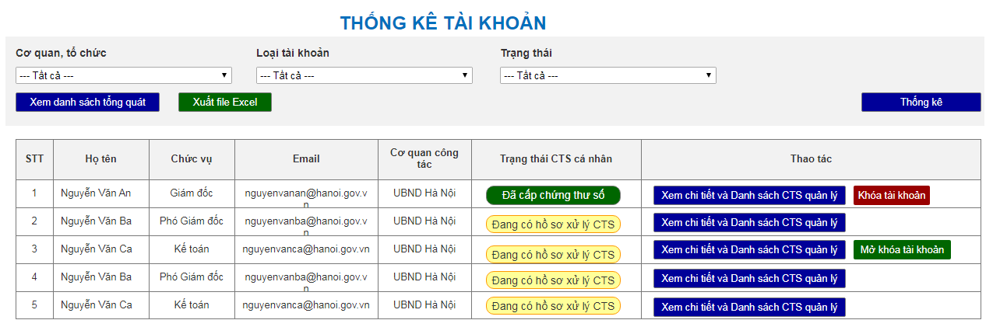 THỐNG KÊ TÀI KHOẢN
Cơ quan, tổ chức Loại tài khoản Trạng thái
--- Tất cả --- --- Tất cả --- --- Tất cả ---
Xem danh sách tổng quát Xuất file Excel Thống kê
STT Họ tên Chức vụ Email Cơ quan công tác Trạng thái CTS cá nhân Thao tác
1 Nguyễn Văn An Giám đốc nguyenvanan@hanoi.gov.v UBND Hà Nội Đã cấp chứng thư số Xem chi tiết và Danh sách CTS quản lý Khóa tài khoản
n
2 Nguyễn Văn Ba Phó Giám đốc nguyenvanba@hanoi.gov.v UBND Hà Nội Đang có hồ sơ xử lý CTS Xem chi tiết và Danh sách CTS quản lý
n
3 Nguyễn Văn Ca Kế toán nguyenvanca@hanoi.gov.vn UBND Hà Nội Đang có hồ sơ xử lý CTS Xem chi tiết và Danh sách CTS quản lý Mở khóa tài khoản
4 Nguyễn Văn Ba Phó Giám đốc nguyenvanba@hanoi.gov.v UBND Hà Nội Đang có hồ sơ xử lý CTS Xem chi tiết và Danh sách CTS quản lý
n
5 Nguyễn Văn Ca Kế toán nguyenvanca@hanoi.gov.vn UBND Hà Nội Đang có hồ sơ xử lý CTS Xem chi tiết và Danh sách CTS quản lý